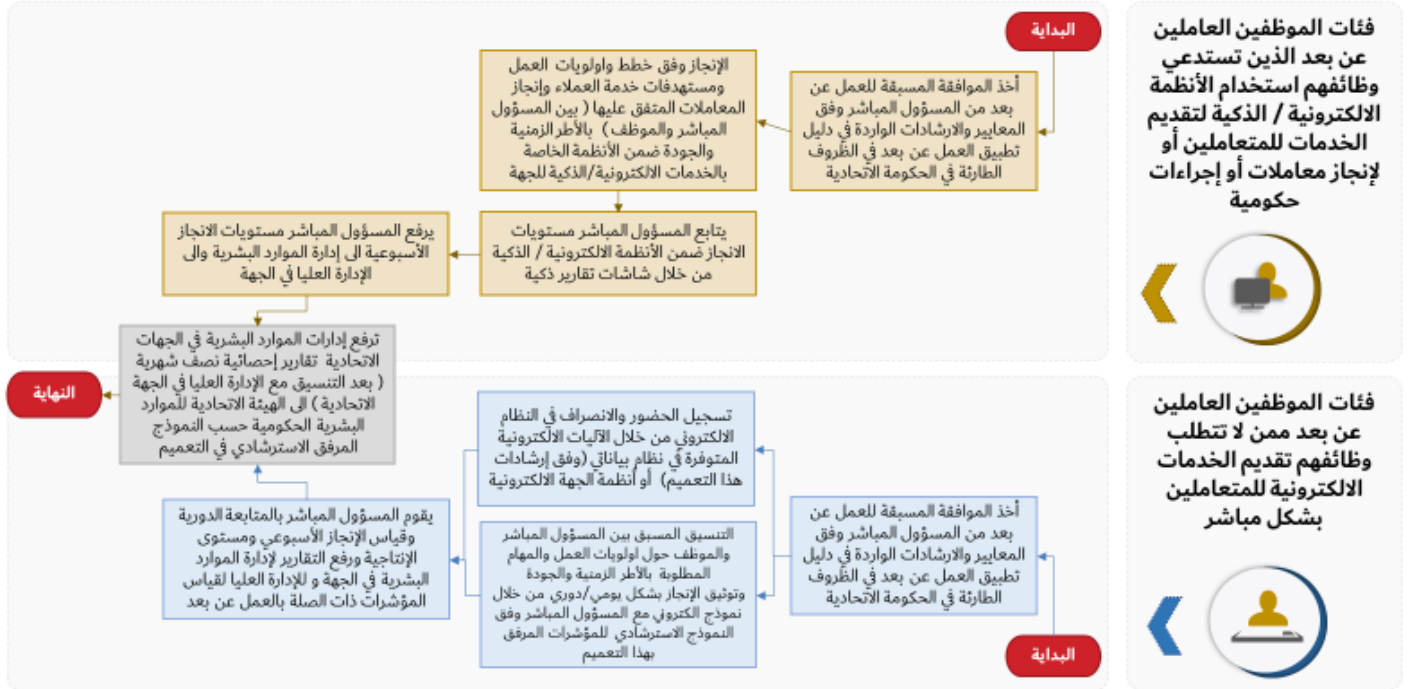 فئات الموظفين العاملين
عن بعد الذين تستدعي
وظائفهم استخدام الأنظمة
الالكترونية / الذكية لتقديم
الخدمات للمتعاملين أو
لإنجاز معاملات أو إجراءات
حكومية
البداية
أخذ الموافقة المسبقة للعمل عن
بعد من المسؤول المباشر وفق
المعايير والارشادات الواردة في دليل
تطبيق العمل عن بعد في الظروف
الطارئة في الحكومة الاتحادية
الإنجاز وفق خطط واولويات العمل
ومستهدفات خدمة العملاء وإنجاز
المعاملات المتفق عليها ( بين المسؤول
المباشر والموظف ) بالأطر الزمنية
والجودة ضمن الأنظمة الخاصة
بالخدمات الالكترونية/الذكية للجهة
يتابع المسؤول المباشر مستويات
الانجاز ضمن الأنظمة الالكترونية / الذكية
من خلال شاشات تقارير ذكية
يرفع المسؤول المباشر مستويات الانجاز
الأسبوعية الى إدارة الموارد البشرية والى
الإدارة العليا في الجهة
ترفع إدارات الموارد البشرية في الجهات
الاتحادية تقارير إحصائية نصف شهرية
( بعد التنسيق مع الإدارة العليا في الجهة
الاتحادية ) الى الهيئة الاتحادية للموارد
البشرية الحكومية حسب النموذج
المرفق الاسترشادي في التعميم
النهاية
فئات الموظفين العاملين
عن بعد ممن لا تتطلب
وظائفهم تقديم الخدمات
الالكترونية للمتعاملين
بشكل مباشر
البداية
أخذ الموافقة المسبقة للعمل عن
بعد من المسؤول المباشر وفق
المعايير والارشادات الواردة في دليل
تطبيق العمل عن بعد في الظروف
الطارئة في الحكومة الاتحادية
تسجيل الحضور والانصراف في النظام
الالكتروني من خلال الآليات الالكترونية
المتوفرة في نظام بياناتي (وفق إرشادات
هذا التعميم) أو أنظمة الجهة الالكترونية
التنسيق المسبق بين المسؤول المباشر
والموظف حول اولويات العمل والمهام
المطلوبة بالأطر الزمنية والجودة
وتوثيق الإنجاز بشكل يومي/دوري من خلال
نموذج الكتروني مع المسؤول المباشر وفق
النموذج الاسترشادي للمؤشرات المرفق
بهذا التعميم
يقوم المسؤول المباشر بالمتابعة الدورية
وقياس الإنجاز الأسبوعي ومستوى
الإنتاجية ورفع التقارير لإدارة الموارد
البشرية في الجهة و للإدارة العليا لقياس
المؤشرات ذات الصلة بالعمل عن بعد